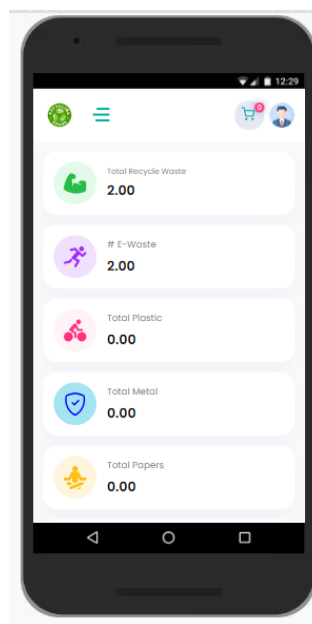 12:29
0
Total Recycle Waste
2.00
# E-Waste
2.00
Total Plastic
0.00
Total Metal
0.00
Total Papers
0.00